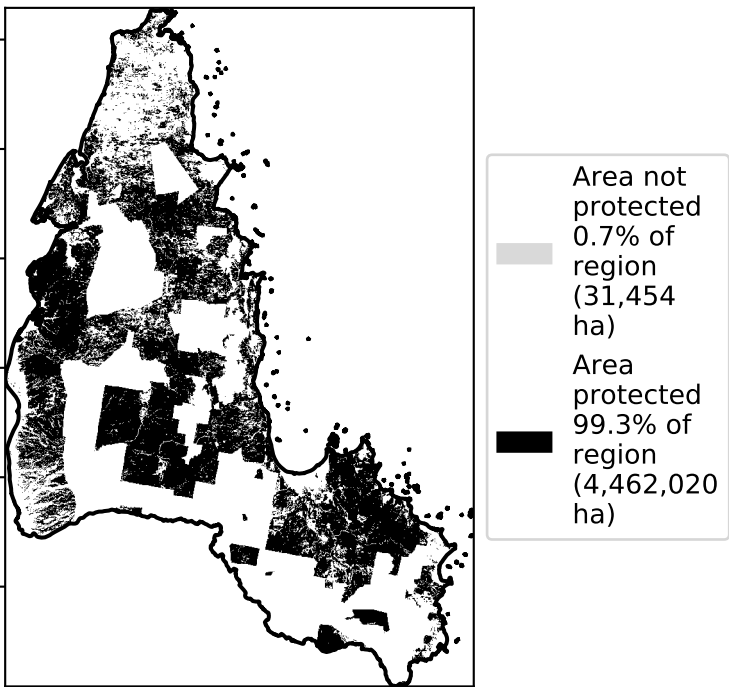 Area not
protected
0.7% of
region
(31,454
ha)
Area
protected
99.3% of
region
(4,462,020
ha)